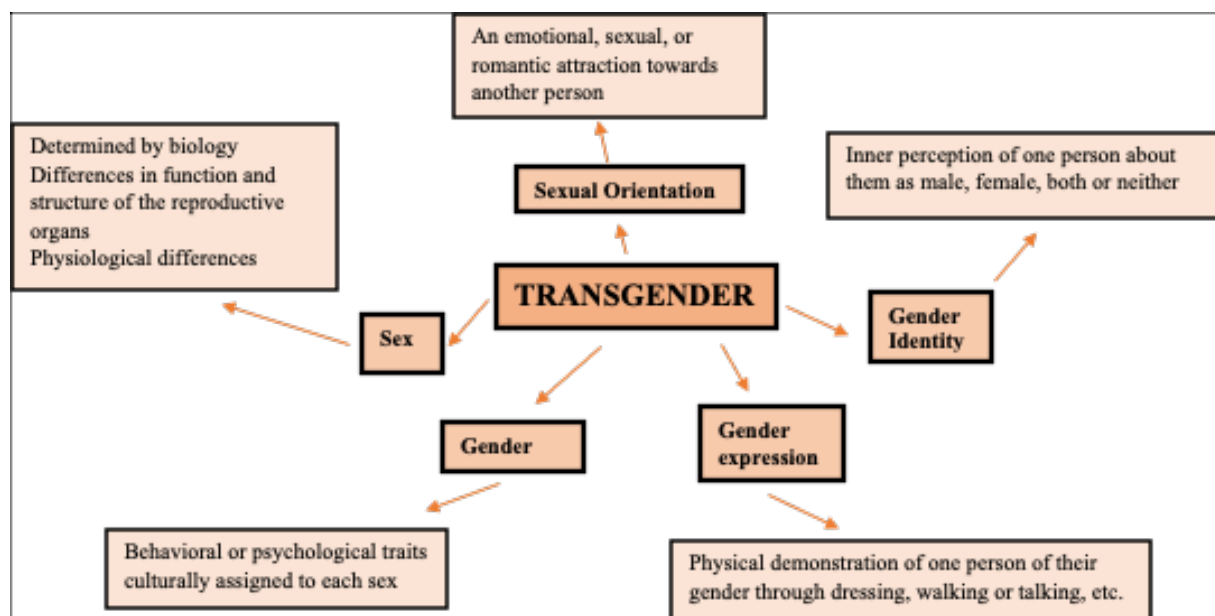 An emotional, sexual, or
romantic attraction towards
another person
Determined by biology
Differences in function and
structure of the reproductive
organs
Physiological differences
Inner perception of one person about
them as male, female, both or neither
Sexual Orientation
TRANSGENDER
Sex
Gender
Identity
Gender
Gender
expression
Behavioral or psychological traits
culturally assigned to each sex
Physical demonstration of one person of their
gender through dressing, walking or talking, etc.